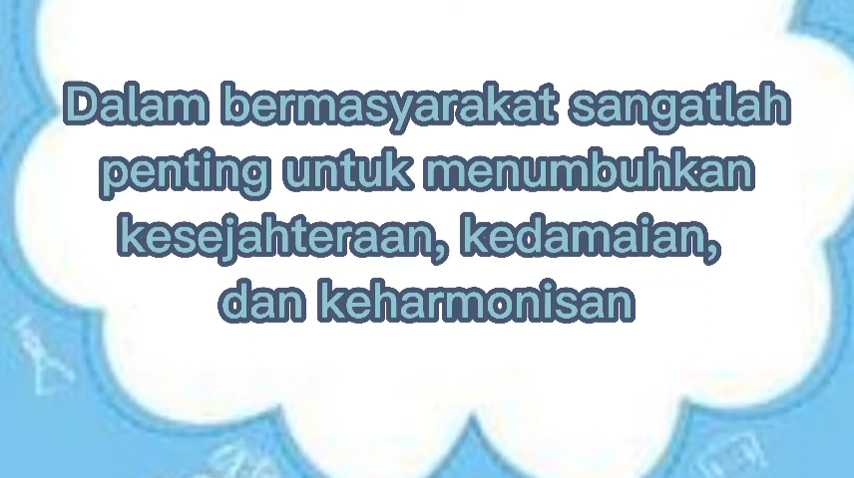 Dalam bermasyarakat sangatlah
penting untuk menumbuhkan
kesejahteraan, kedamaian,
dan keharmonisan